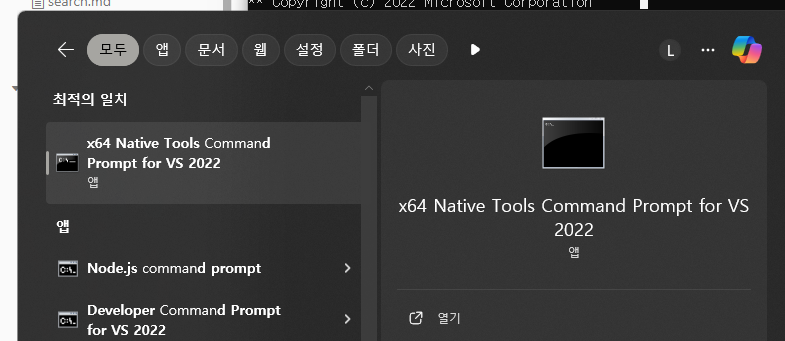 search.md
** Copyright (c) 2022 Microsoft Corporation
모두
앱
문서
웹
설정
폴더
사진
L
최적의 일치
x64 Native Tools Command
Prompt for VS 2022
앱
앱
Node.js command prompt
Developer Command Prompt
for VS 2022
x64 Native Tools Command Prompt for VS
2022
앱
열기